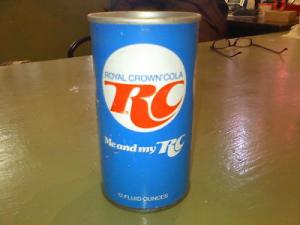 ROYAL CROWN COLA
RC
Me and my RC
12 FLUID OUNCES